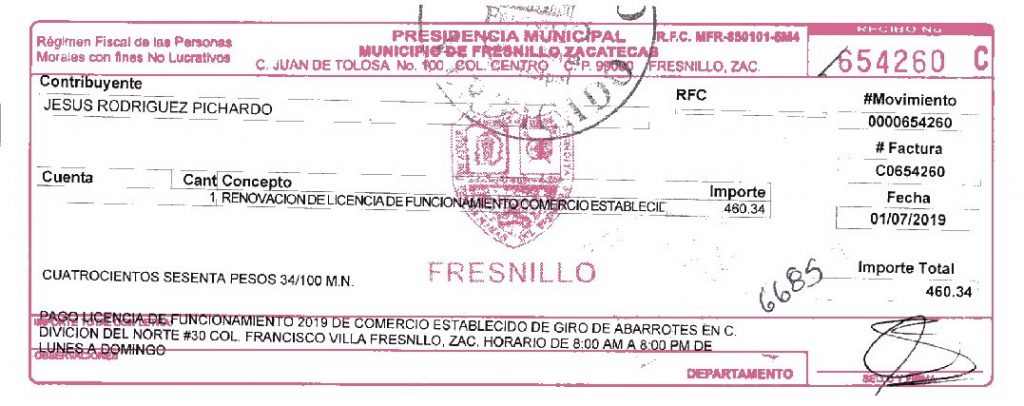 Régimen Fiscal de las Personas
Morales con fines No Lucrativos
PRESIDENCIA MUNICIPAL
MUNICIPIO DE FRESNILLO, ZACATECAS
C. JUAN DE TOLOSA No. 100, COL. CENTRO C. P. 99000 FRESNILLO, ZAC.
R.F.C. MFR-850101-6M4
RECIBO No
654260 C
Contribuyente
JESUS RODRIGUEZ PICHARDO
RFC
#Movimiento
0000654260
# Factura
C0654260
Fecha
01/07/2019
Cuenta Cant Concepto Importe
1 RENOVACION DE LICENCIA DE FUNCIONAMIENTO COMERCIO ESTABLECID 460.34
FRESNILLO
CUATROCIENTOS SESENTA PESOS 34/100 M.N.
6685
Importe Total
460.34
PAGO LICENCIA DE FUNCIONAMIENTO 2019 DE COMERCIO ESTABLECIDO DE GIRO DE ABARROTES EN C.
DIVICION DEL NORTE #30 COL. FRANCISCO VILLA FRESNLLO, ZAC. HORARIO DE 8:00 AM A 8:00 PM DE
LUNES A DOMINGO
OBSERVACIONES
DEPARTAMENTO
SELLO Y FIRMA